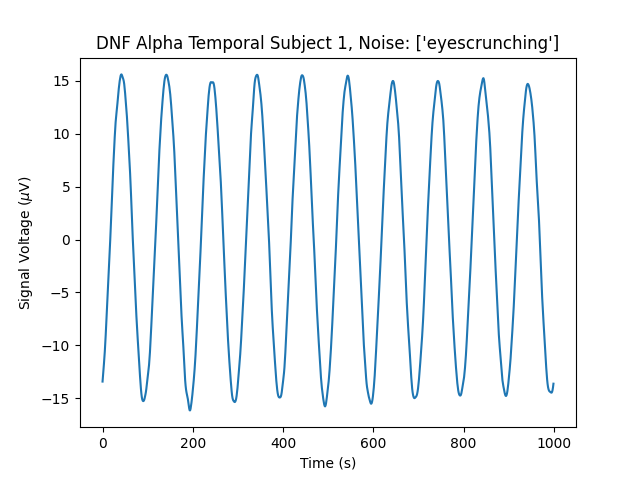 DNF Alpha Temporal Subject 1, Noise: ['eyescrunching']
15
10
5
0
−5
−10
−15
Signal Voltage (μV)
0 200 400 600 800 1000
Time (s)